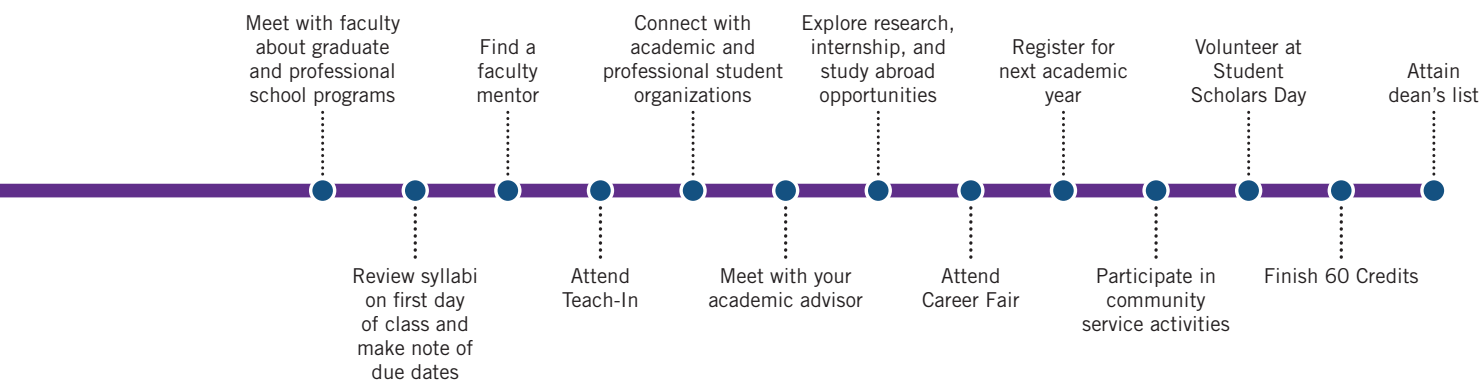 Meet with faculty
about graduate
and professional
school programs
Find a
faculty
mentor
Connect with
academic and
professional student
organizations
Explore research,
internship, and
study abroad
opportunities
Register for
next academic
year
Volunteer at
Student
Scholars Day
Attain
dean’s list
Review syllabi
on first day
of class and
make note of
due dates
Attend
Teach-In
Meet with your
academic advisor
Attend
Career Fair
Participate in
community
service activities
Finish 60 Credits